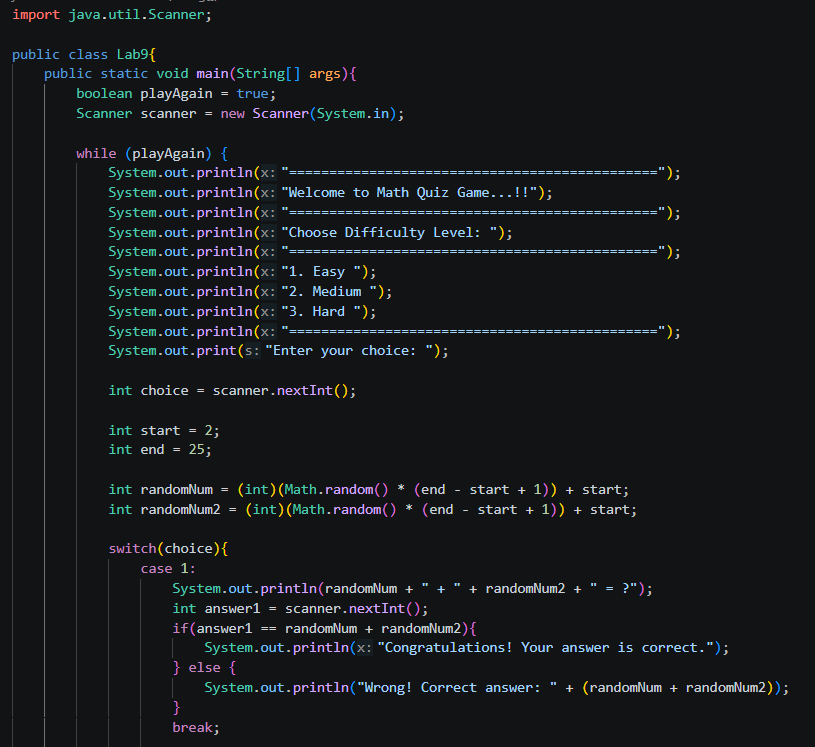 import java.util.Scanner;
public class Lab9{
public static void main(String[] args){
boolean playAgain = true;
Scanner scanner = new Scanner(System.in);
while (playAgain) {
System.out.println(x: "==============================================");
System.out.println(x: "Welcome to Math Quiz Game...!!");
System.out.println(x: "==============================================");
System.out.println(x: "Choose Difficulty Level: ");
System.out.println(x: "==============================================");
System.out.println(x: "1. Easy ");
System.out.println(x: "2. Medium ");
System.out.println(x: "3. Hard ");
System.out.println(x: "==============================================");
System.out.print(s: "Enter your choice: ");
int choice = scanner.nextInt();
int start = 2;
int end = 25;
int randomNum = (int)(Math.random() * (end - start + 1)) + start;
int randomNum2 = (int)(Math.random() * (end - start + 1)) + start;
switch(choice){
case 1:
System.out.println(randomNum + " + " + randomNum2 + " = ?");
int answer1 = scanner.nextInt();
if(answer1 == randomNum + randomNum2){
System.out.println(x: "Congratulations! Your answer is correct.");
} else {
System.out.println("Wrong! Correct answer: " + (randomNum + randomNum2));
}
break;